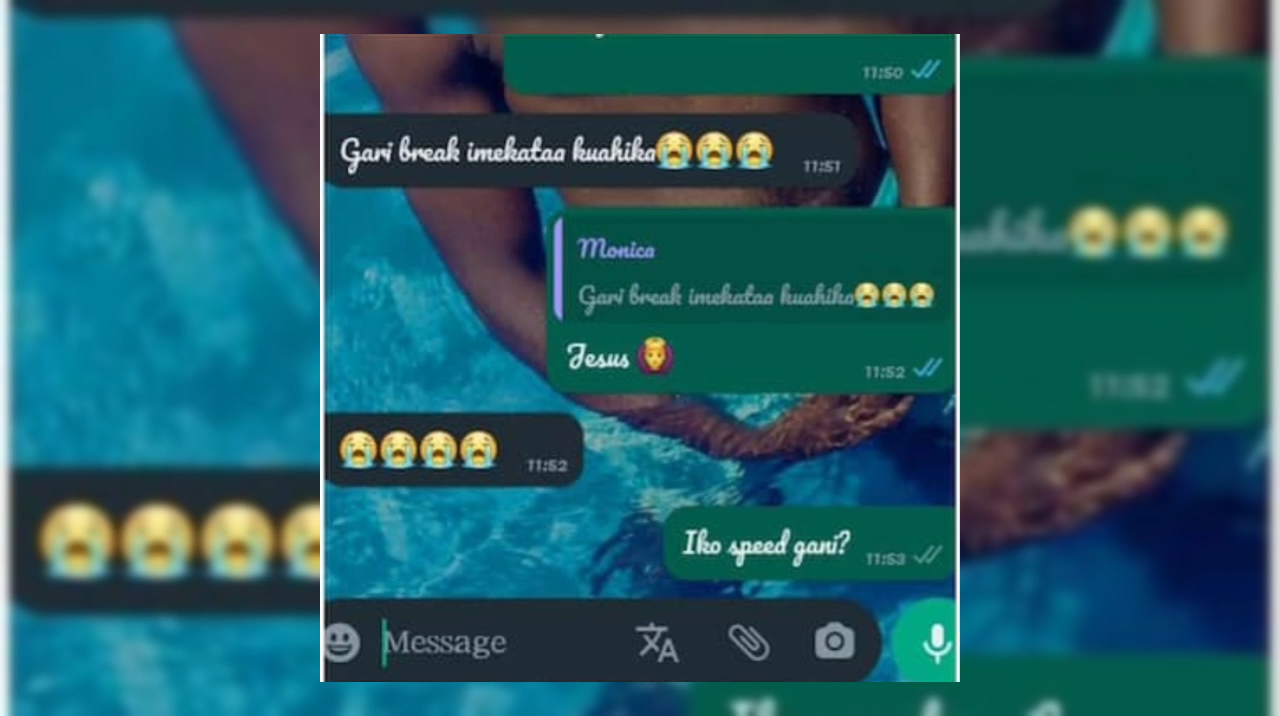 11:50
Gari break imekataa kuahika😭😭😭
11:51
Monica
Gari break imekataa kuahika😭😭😭
Jesus 🙆
11:52
😭😭😭😭
11:52
Iko speed gani?
11:53
Message